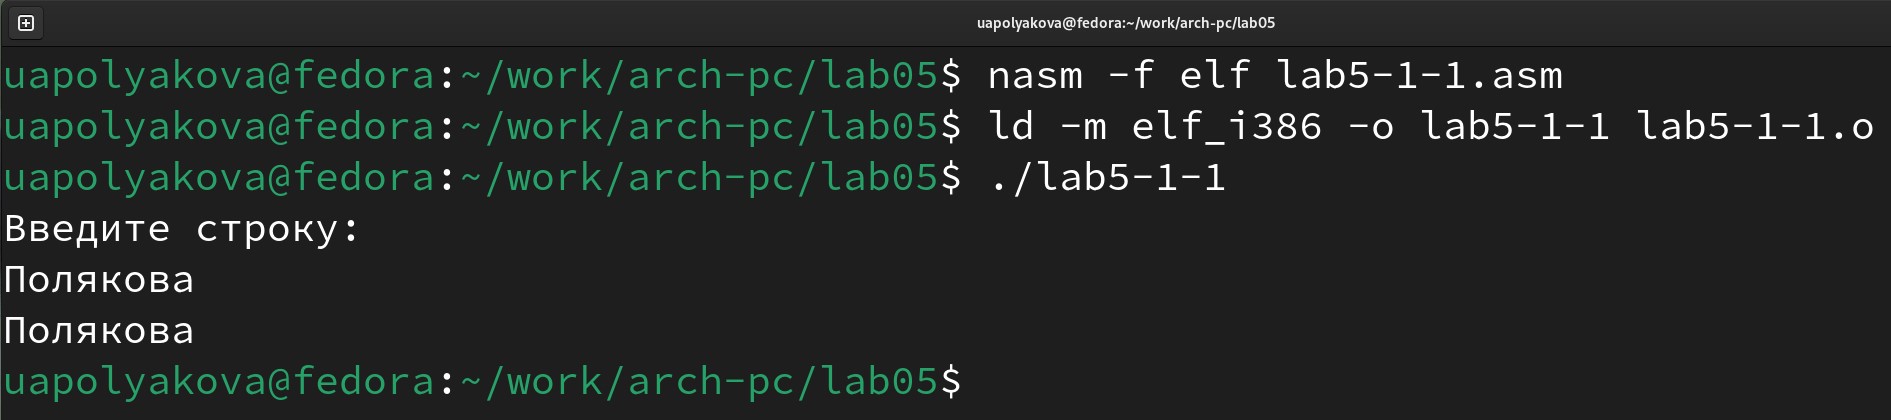 uapolyakova@fedora:~/work/arch-pc/lab05
uapolyakova@fedora:~/work/arch-pc/lab05$ nasm -f elf lab5-1-1.asm
uapolyakova@fedora:~/work/arch-pc/lab05$ ld -m elf_i386 -o lab5-1-1 lab5-1-1.o
uapolyakova@fedora:~/work/arch-pc/lab05$ ./lab5-1-1
Введите строку:
Полякова
Полякова
uapolyakova@fedora:~/work/arch-pc/lab05$